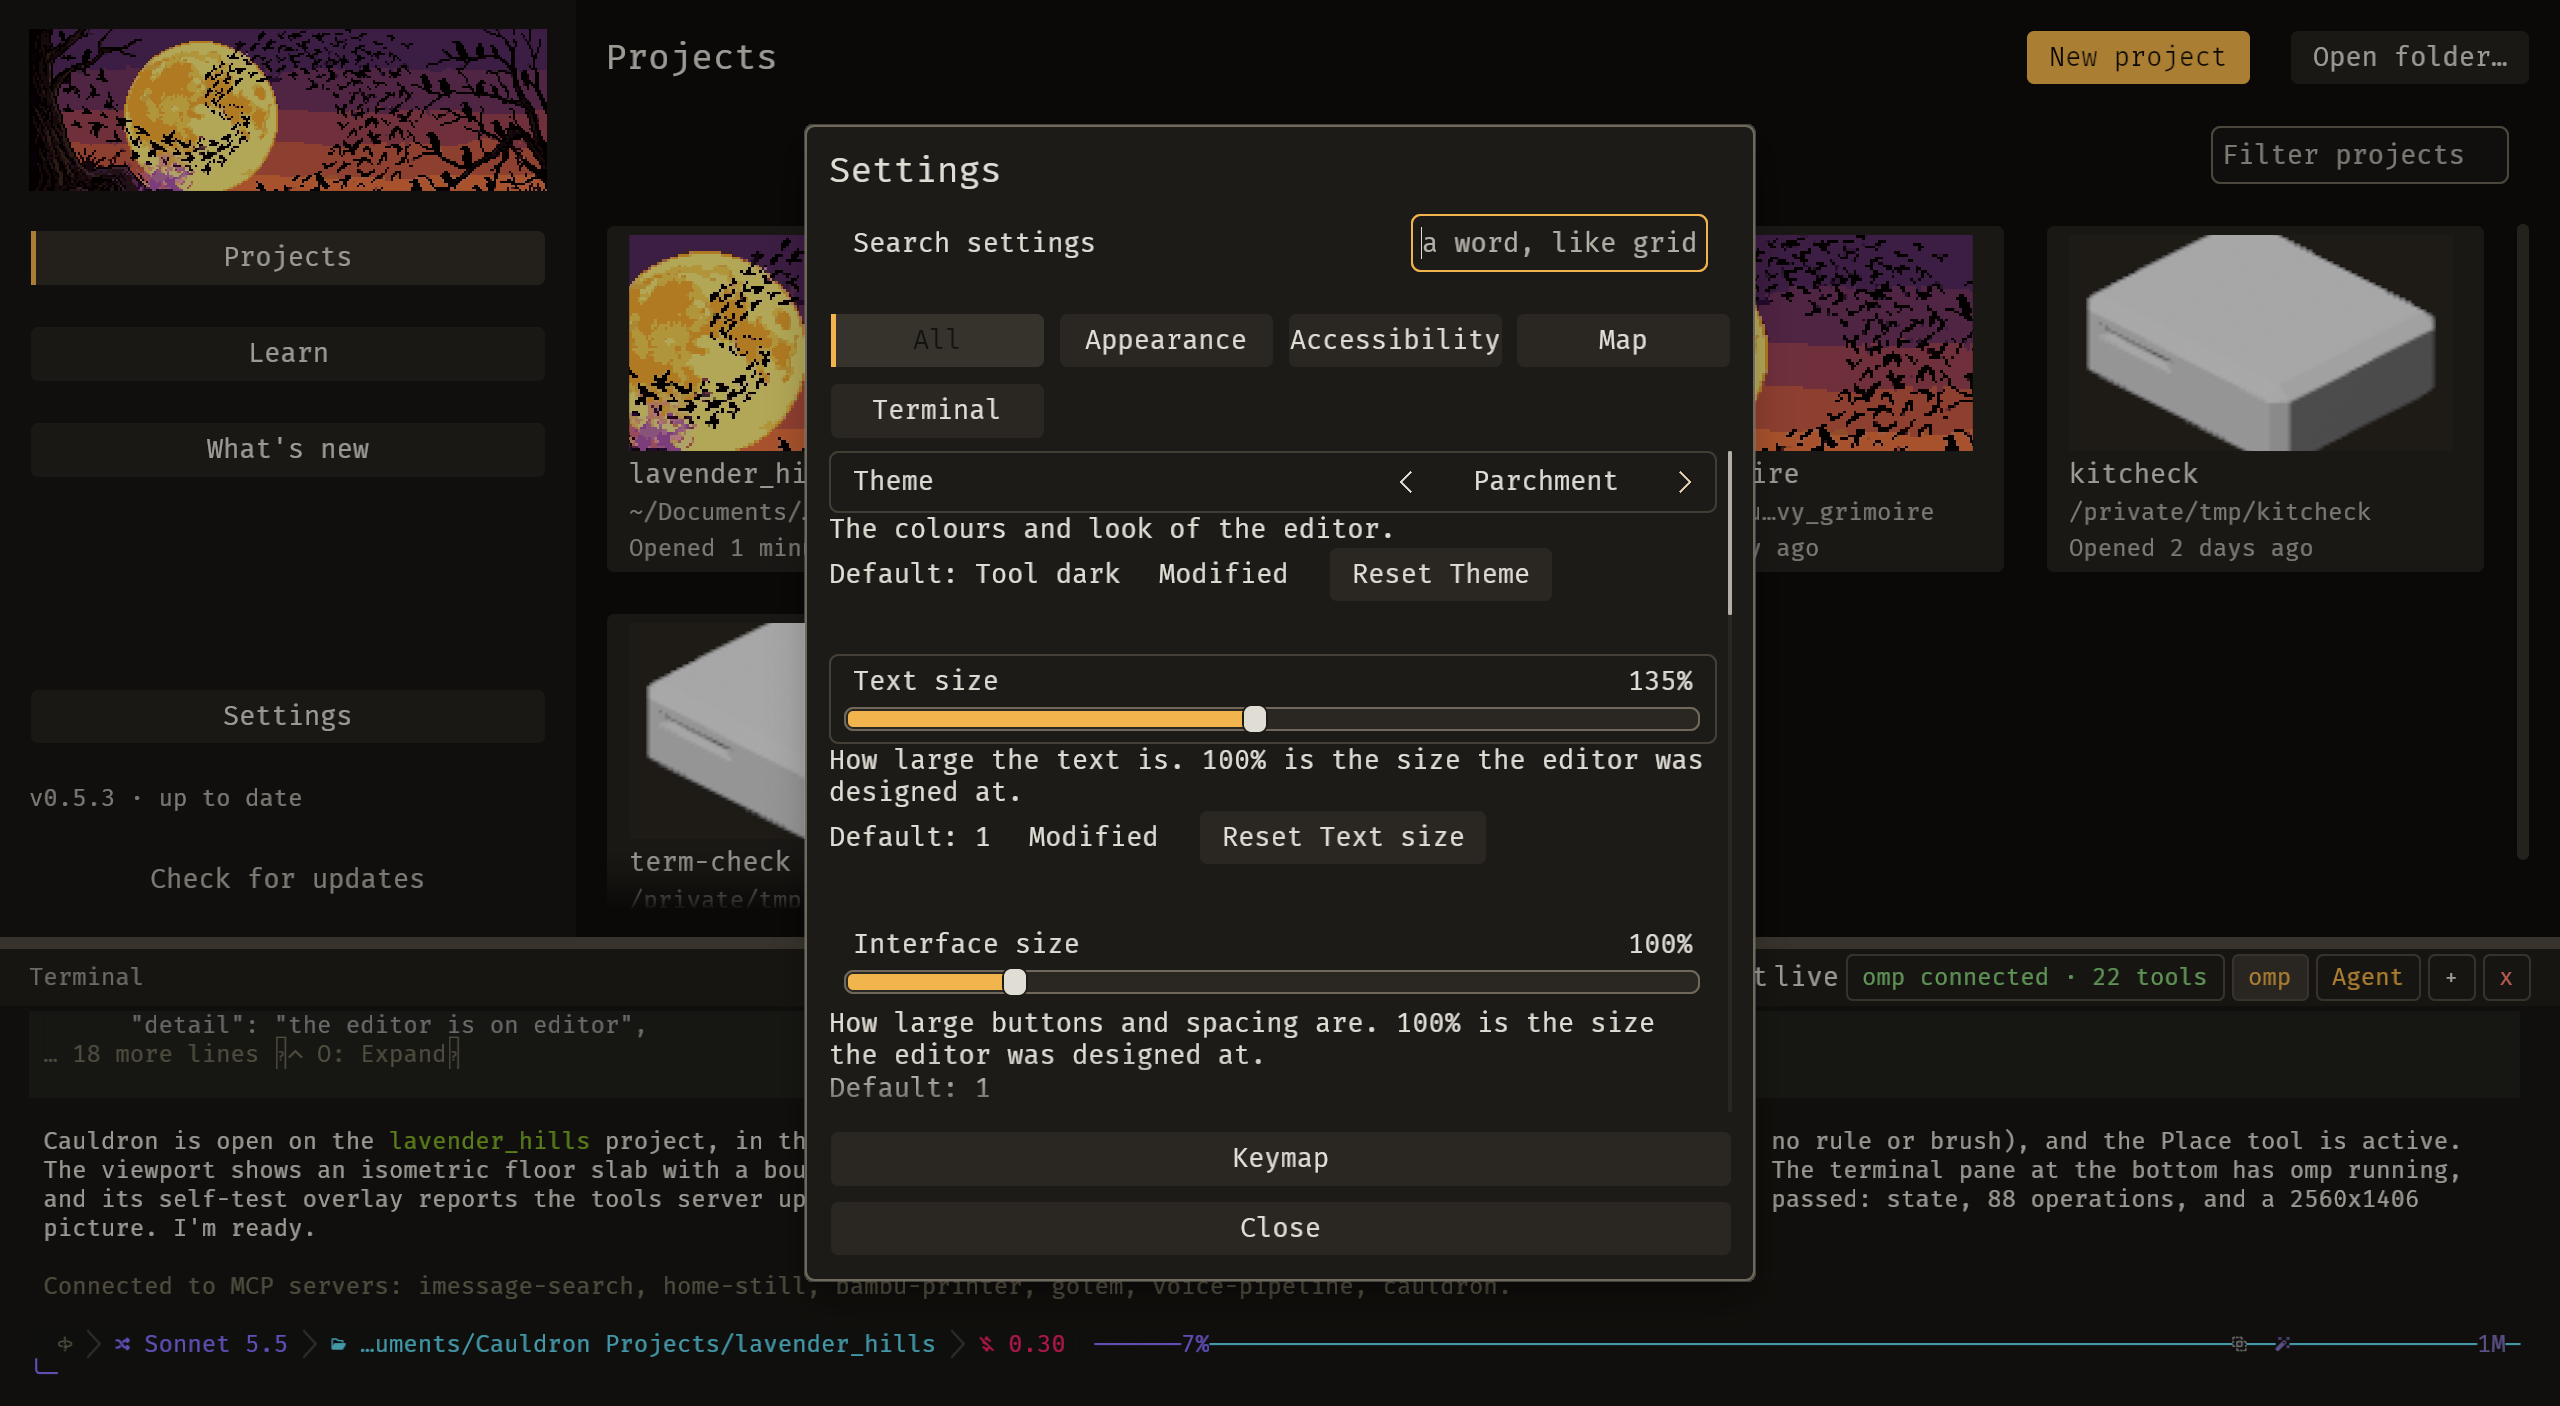 Projects
New project
Open folder…
Filter projects
Projects
Learn
What's new
Settings
v0.5.3 · up to date
Check for updates
lavender_hi
~/Documents/
Opened 1 min
ire
…vy_grimoire
ago
kitcheck
/private/tmp/kitcheck
Opened 2 days ago
term-check
/private/tmp
Settings
Search settings
a word, like grid
All
Appearance
Accessibility
Map
Terminal
Theme
< Parchment >
The colours and look of the editor.
Default: Tool dark Modified Reset Theme
Text size 135%
How large the text is. 100% is the size the editor was
designed at.
Default: 1 Modified Reset Text size
Interface size 100%
How large buttons and spacing are. 100% is the size
the editor was designed at.
Default: 1
Keymap
Close
Terminal
t live
omp connected · 22 tools
omp
Agent
+
x
"detail": "the editor is on editor",
… 18 more lines ^ O: Expand
Cauldron is open on the lavender_hills project, in th no rule or brush), and the Place tool is active.
The viewport shows an isometric floor slab with a bou The terminal pane at the bottom has omp running,
and its self-test overlay reports the tools server up passed: state, 88 operations, and a 2560x1406
picture. I'm ready.
Connected to MCP servers: imessage-search, home-still, bambu-printer, golem, voice-pipeline, cauldron.
Sonnet 5.5 …uments/Cauldron Projects/lavender_hills 0.30 7% 1M